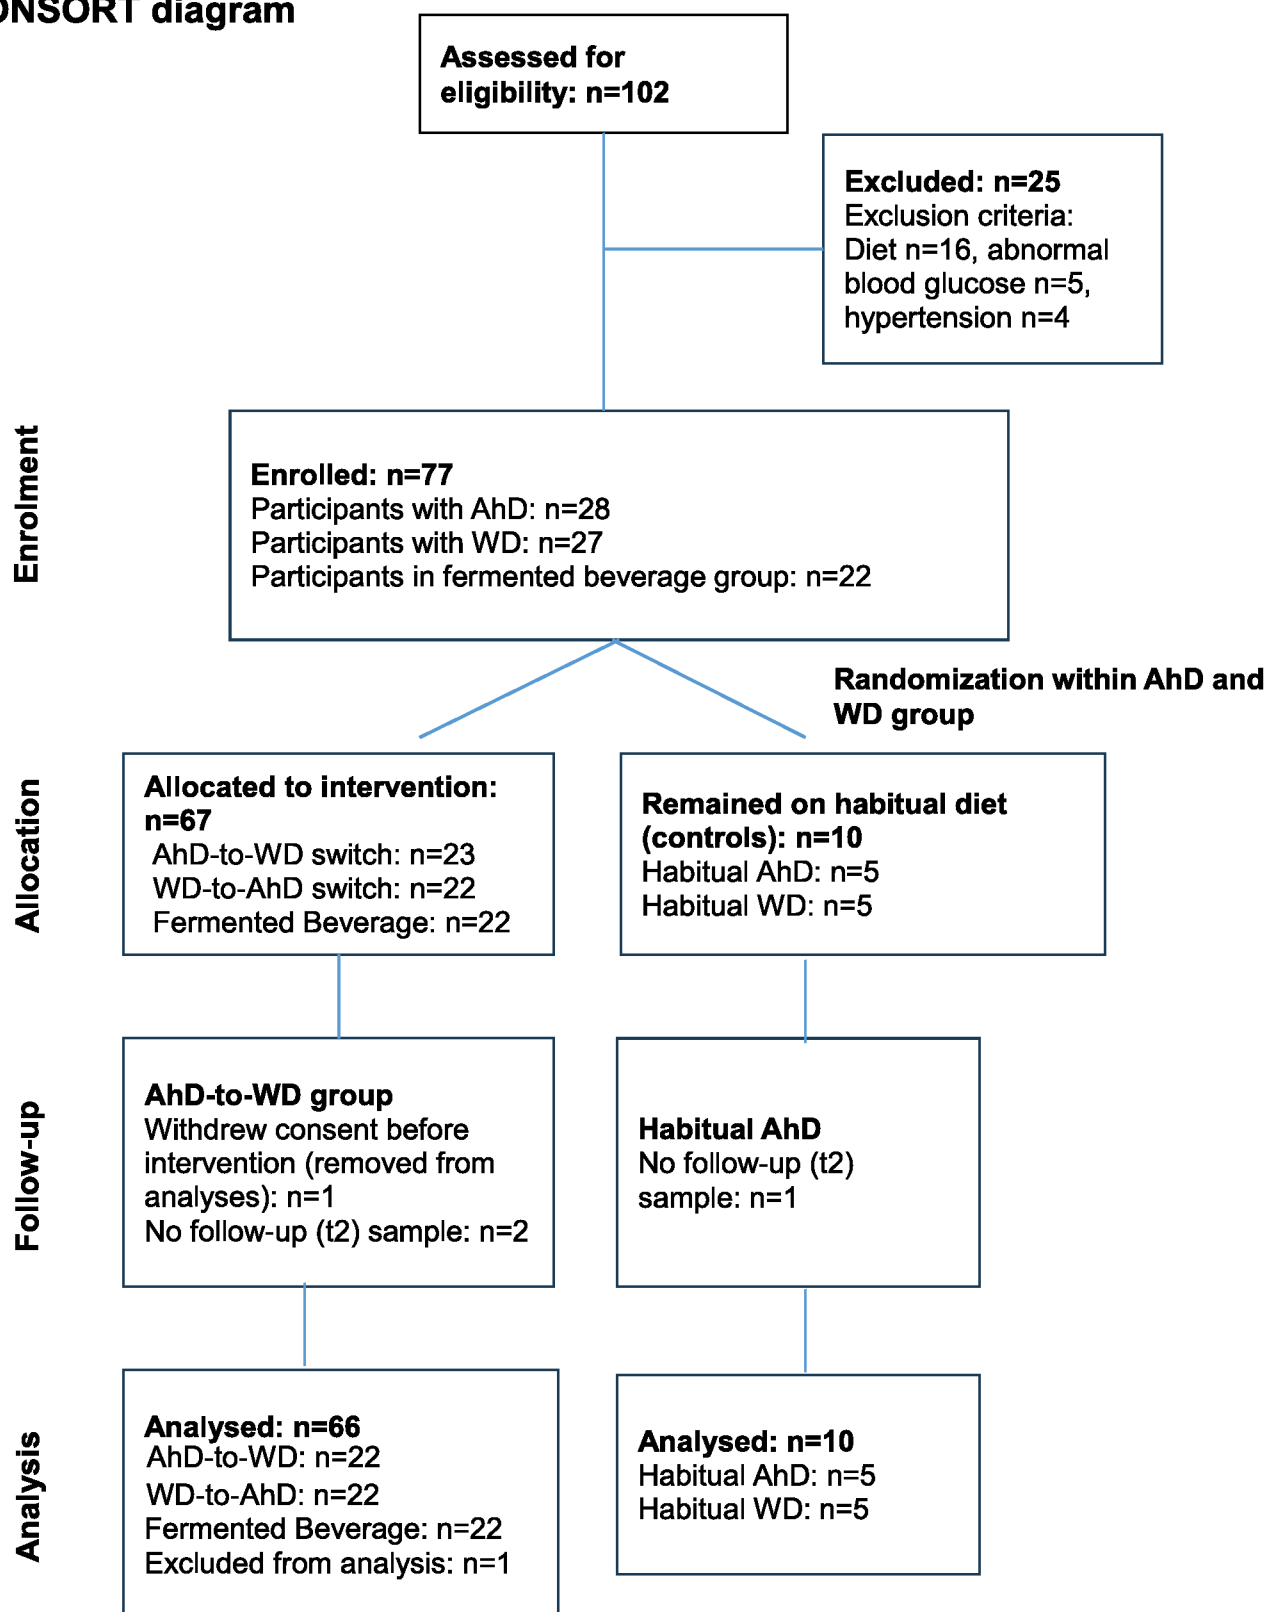 ONSORT diagram
Assessed for
eligibility: n=102
Excluded: n=25
Exclusion criteria:
Diet n=16, abnormal
blood glucose n=5,
hypertension n=4
Enrolment
Enrolled: n=77
Participants with AhD: n=28
Participants with WD: n=27
Participants in fermented beverage group: n=22
Randomization within AhD and
WD group
Allocation
Allocated to intervention:
n=67
AhD-to-WD switch: n=23
WD-to-AhD switch: n=22
Fermented Beverage: n=22
Remained on habitual diet
(controls): n=10
Habitual AhD: n=5
Habitual WD: n=5
Follow-up
AhD-to-WD group
Withdrew consent before
intervention (removed from
analyses): n=1
No follow-up (t2) sample: n=2
Habitual AhD
No follow-up (t2)
sample: n=1
Analysis
Analysed: n=66
AhD-to-WD: n=22
WD-to-AhD: n=22
Fermented Beverage: n=22
Excluded from analysis: n=1
Analysed: n=10
Habitual AhD: n=5
Habitual WD: n=5